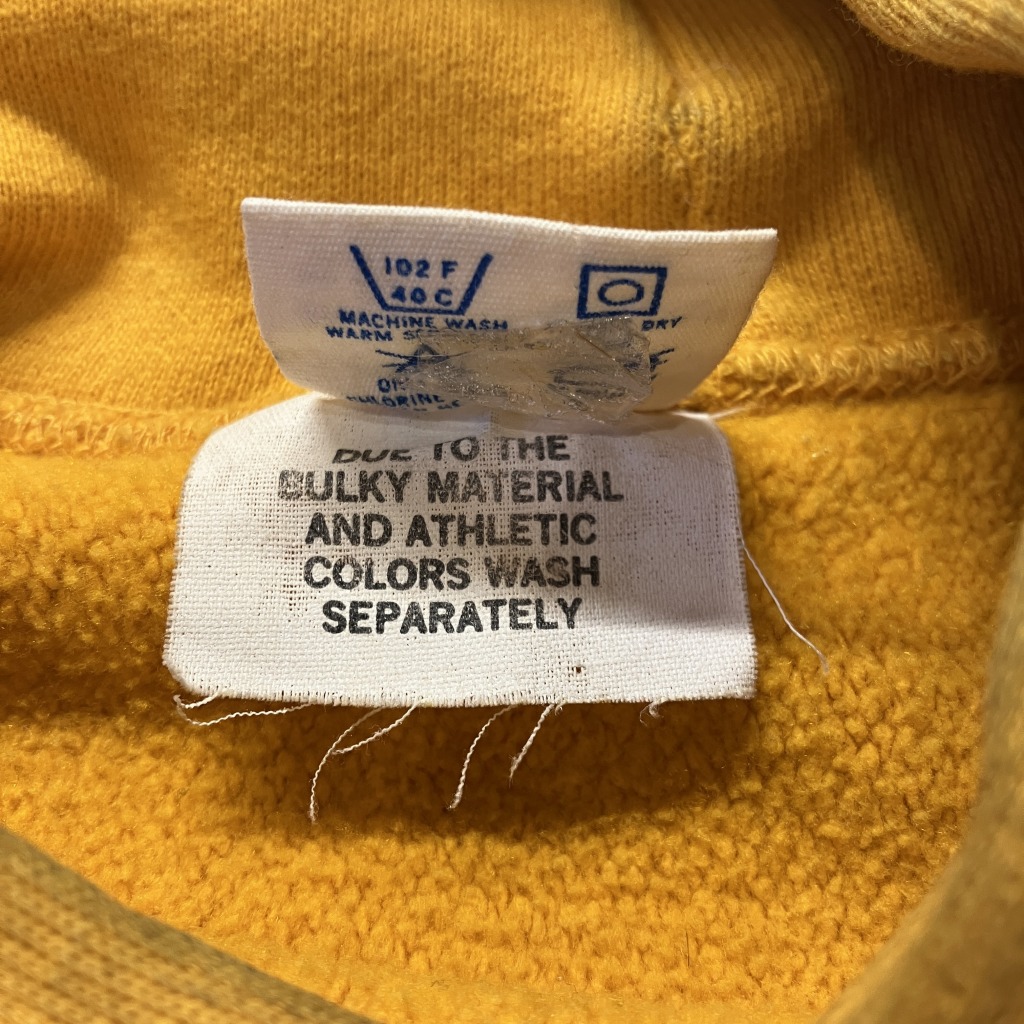 102 F
40 C
MACHINE WASH
WARM
DRY
DUE TO THE
BULKY MATERIAL
AND ATHLETIC
COLORS WASH
SEPARATELY